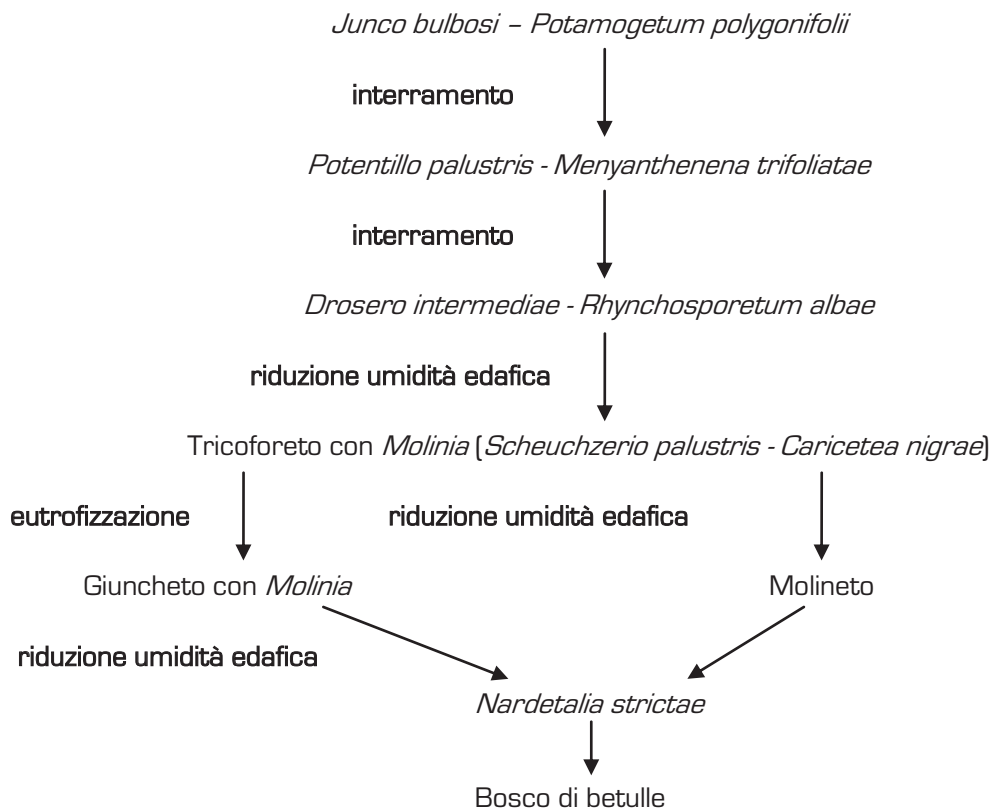 Junco bulbosi – Potamogetum polygonifolii
interramento
Potentillo palustris - Menyanthenena trifoliatae
interramento
Drosero intermediae - Rhynchosporetum albae
riduzione umidità edafica
Tricoforeto con Molinia (Scheuchzerio palustris - Caricetea nigrae)
eutrofizzazione
riduzione umidità edafica
Giuncheto con Molinia
Molineto
riduzione umidità edafica
Nardetalia strictae
Bosco di betulle